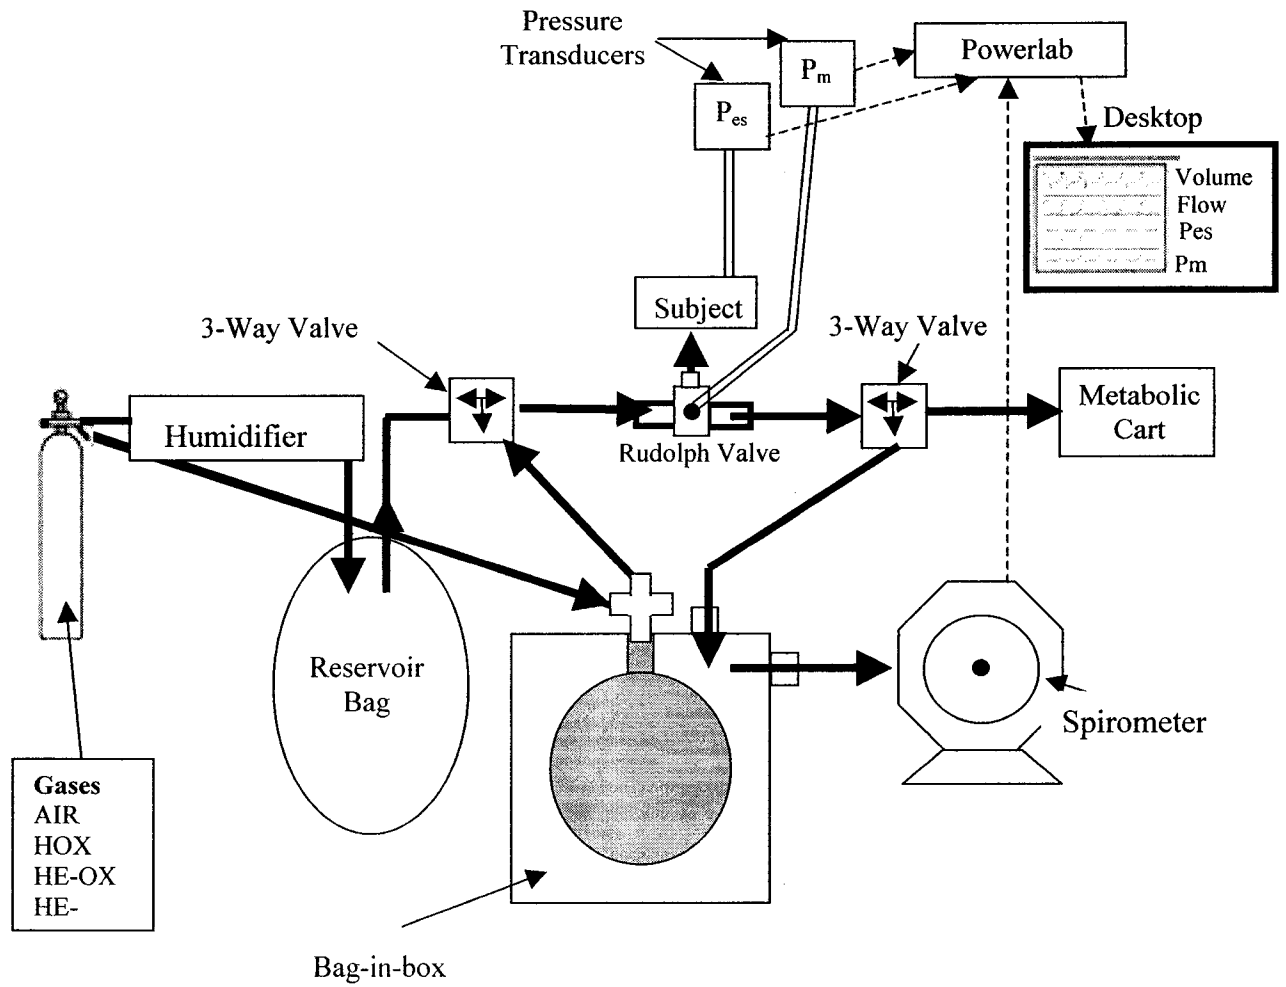 Pressure
Transducers
Pm
Pes
Powerlab
Desktop
Volume
Flow
Pes
Pm
Subject
3-Way Valve
3-Way Valve
Humidifier
Rudolph Valve
Metabolic
Cart
Reservoir
Bag
Spirometer
Gases
AIR
HOX
HE-OX
HE-
Bag-in-box